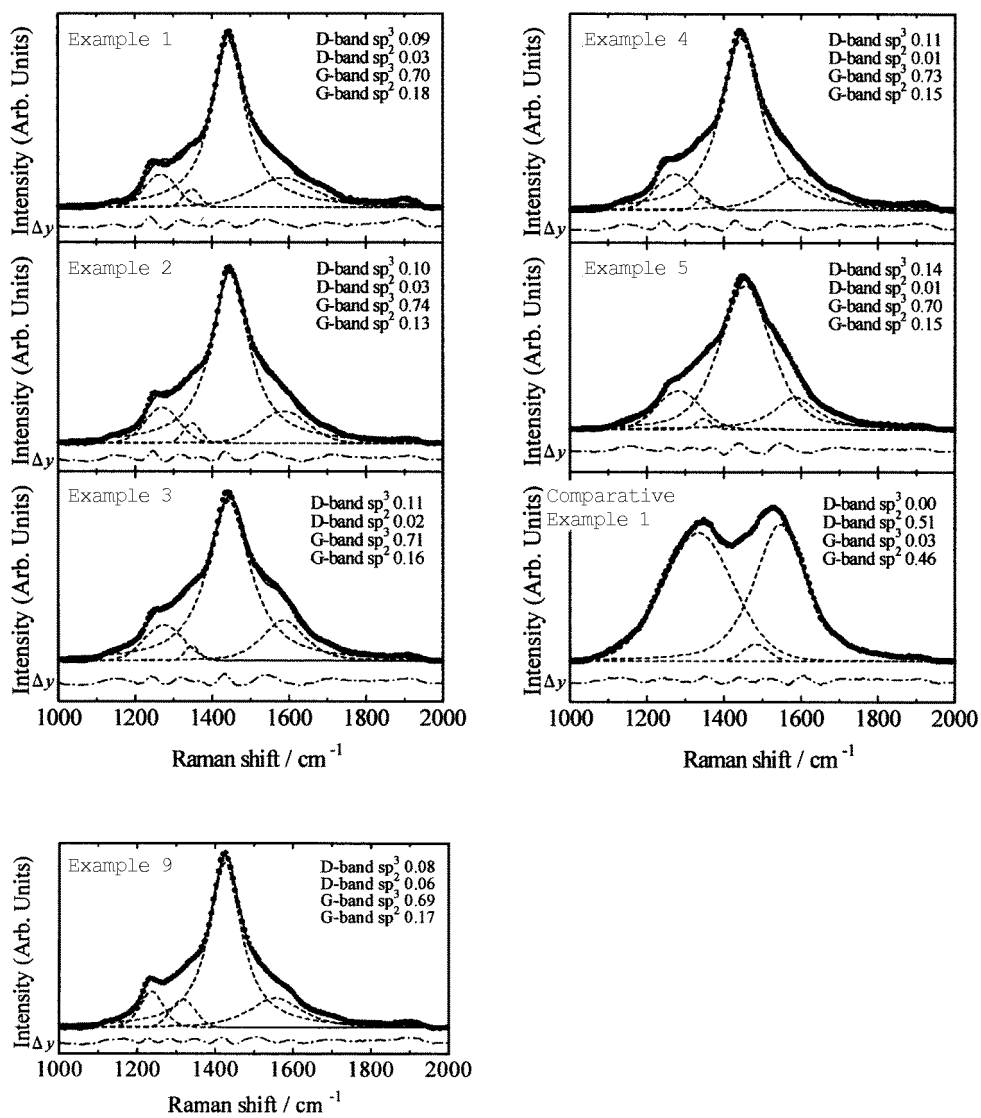 Example 1
D-band sp3 0.09
D-band sp2 0.03
G-band sp3 0.70
G-band sp2 0.18
Intensity (Arb. Units)
Δy
Example 2
D-band sp3 0.10
D-band sp2 0.03
G-band sp3 0.74
G-band sp2 0.13
Intensity (Arb. Units)
Δy
Example 3
D-band sp3 0.11
D-band sp2 0.02
G-band sp3 0.71
G-band sp2 0.16
Intensity (Arb. Units)
Δy
1000 1200 1400 1600 1800 2000
Raman shift / cm -1
Example 4
D-band sp3 0.11
D-band sp2 0.01
G-band sp3 0.73
G-band sp2 0.15
Intensity (Arb. Units)
Δy
Example 5
D-band sp3 0.14
D-band sp2 0.01
G-band sp3 0.70
G-band sp2 0.15
Intensity (Arb. Units)
Δy
Comparative
Example 1
D-band sp3 0.00
D-band sp2 0.51
G-band sp3 0.03
G-band sp2 0.46
Intensity (Arb. Units)
Δy
1000 1200 1400 1600 1800 2000
Raman shift / cm -1
Example 9
D-band sp3 0.08
D-band sp2 0.06
G-band sp3 0.69
G-band sp2 0.17
Intensity (Arb. Units)
Δy
1000 1200 1400 1600 1800 2000
Raman shift / cm -1